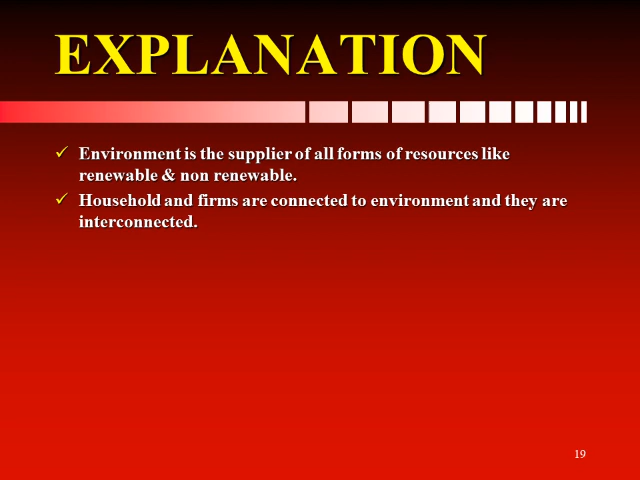 EXPLANATION
✓ Environment is the supplier of all forms of resources like
renewable & non renewable.
✓ Household and firms are connected to environment and they are
interconnected.
19